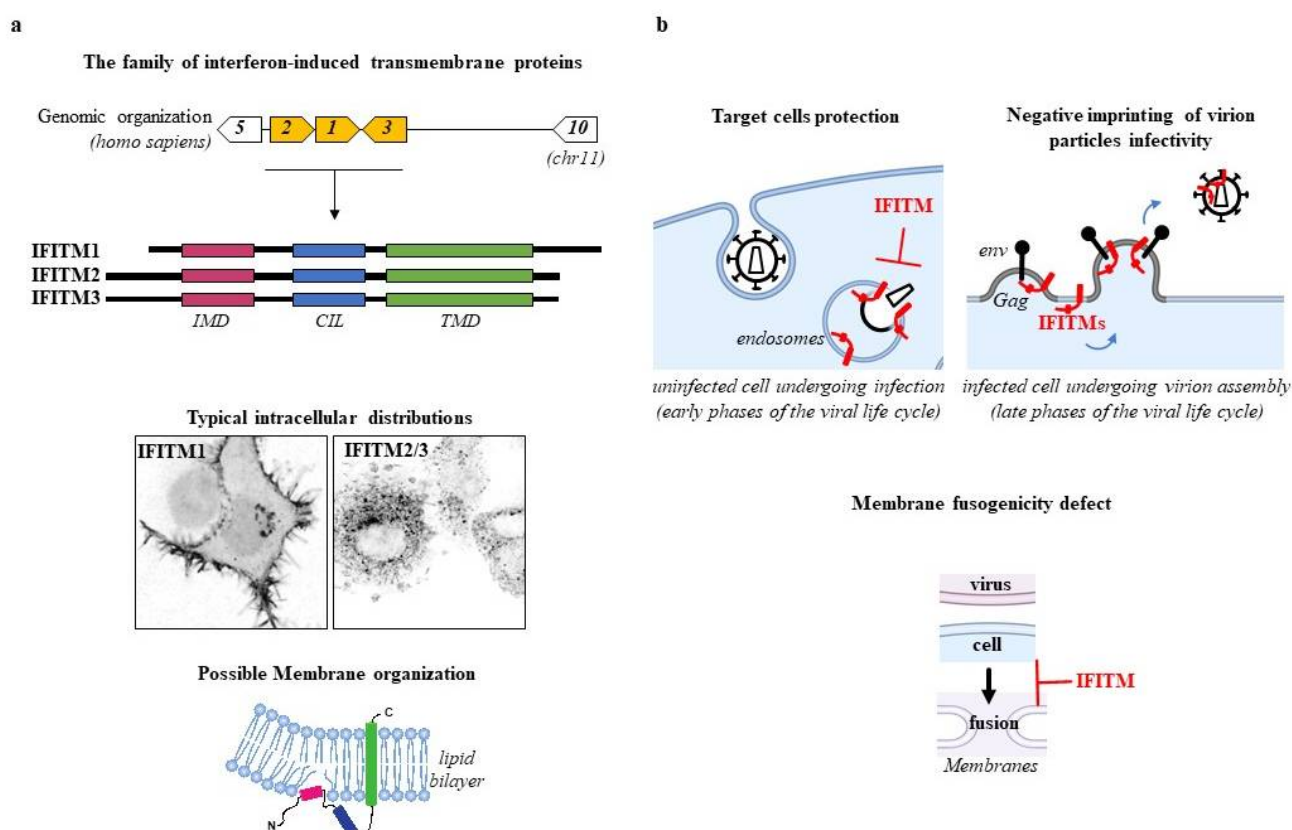 a
The family of interferon-induced transmembrane proteins
Genomic organization
(homo sapiens)
5 2 1 3 10
(chr11)
IFITM1
IFITM2
IFITM3
IMD CIL TMD
Typical intracellular distributions
IFITM1 IFITM2/3
Possible Membrane organization
C
lipid
bilayer
N
b
Target cells protection
IFITM
endosomes
uninfected cell undergoing infection
(early phases of the viral life cycle)
Negative imprinting of virion
particles infectivity
env
Gag
IFITMs
infected cell undergoing virion assembly
(late phases of the viral life cycle)
Membrane fusogenicity defect
virus
cell
IFITM
fusion
Membranes